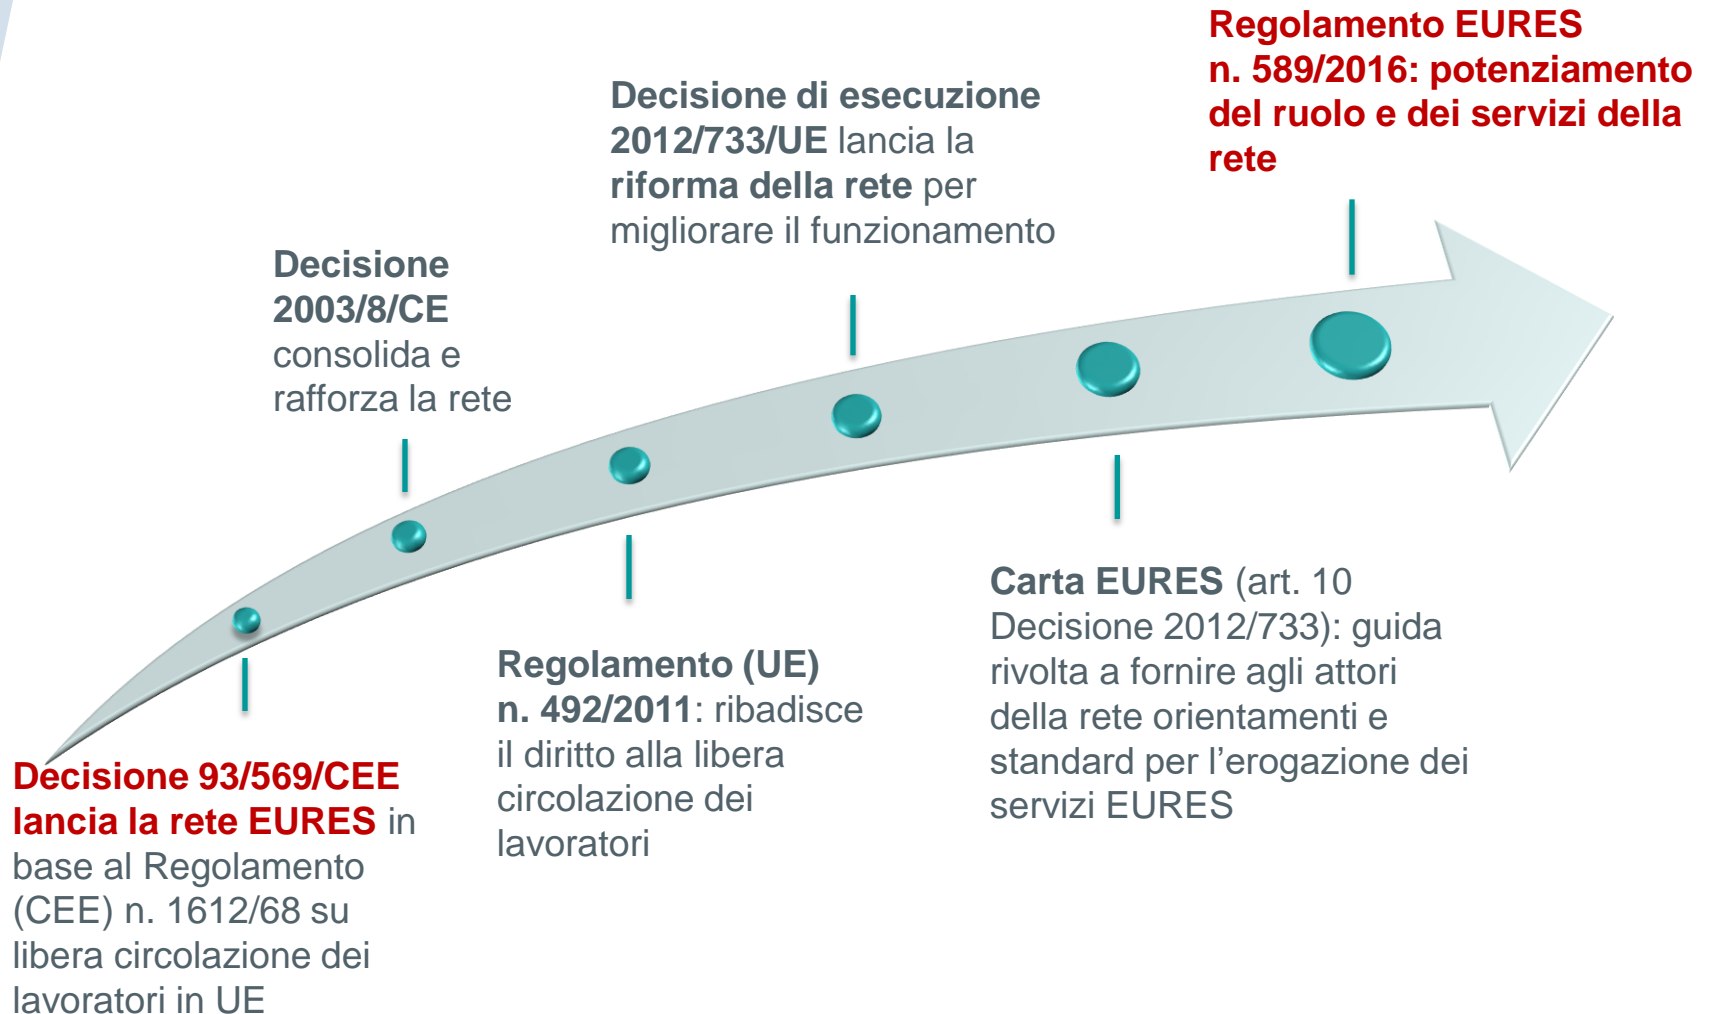 Decisione 93/569/CEE
lancia la rete EURES in
base al Regolamento
(CEE) n. 1612/68 su
libera circolazione dei
lavoratori in UE
Decisione
2003/8/CE
consolida e
rafforza la rete
Regolamento (UE)
n. 492/2011: ribadisce
il diritto alla libera
circolazione dei
lavoratori
Decisione di esecuzione
2012/733/UE lancia la
riforma della rete per
migliorare il funzionamento
Carta EURES (art. 10
Decisione 2012/733): guida
rivolta a fornire agli attori
della rete orientamenti e
standard per l’erogazione dei
servizi EURES
Regolamento EURES
n. 589/2016: potenziamento
del ruolo e dei servizi della
rete